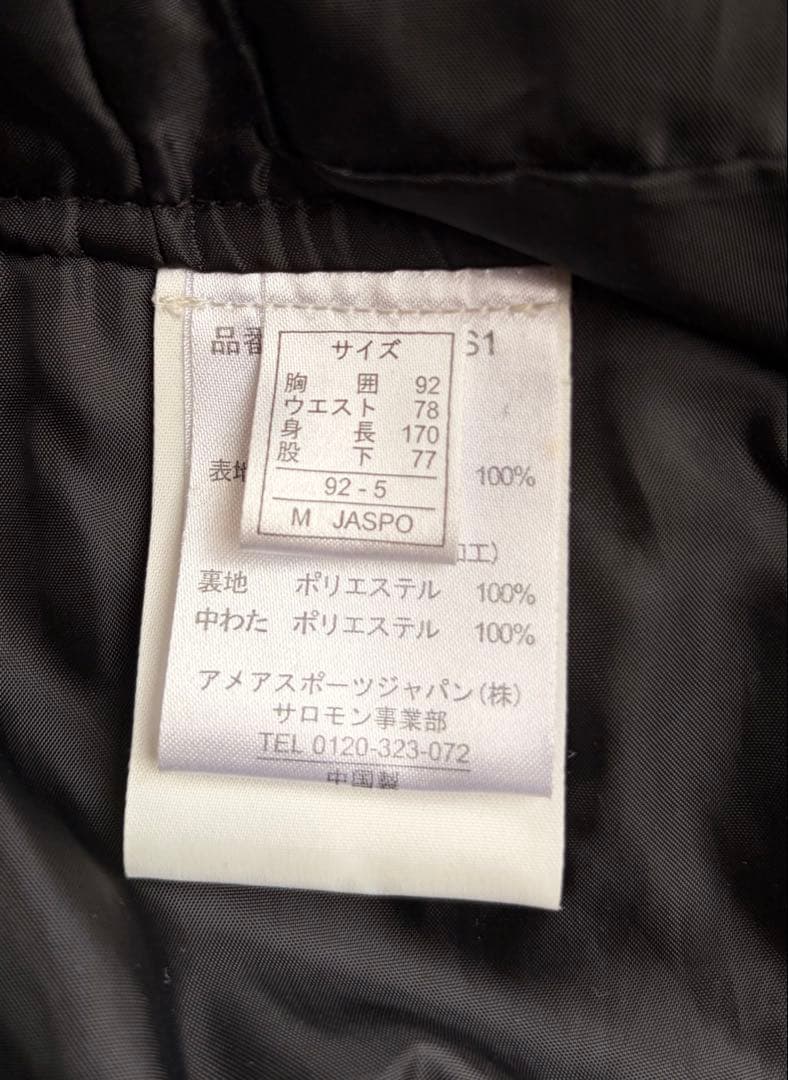 品番 S1
サイズ
胸囲 92
ウエスト 78
身長 170
股下 77
92 - 5
M JASPO
表地 100%
加工)
裏地 ポリエステル 100%
中わた ポリエステル 100%
アメアスポーツジャパン(株)
サロモン事業部
TEL 0120-323-072
中国製